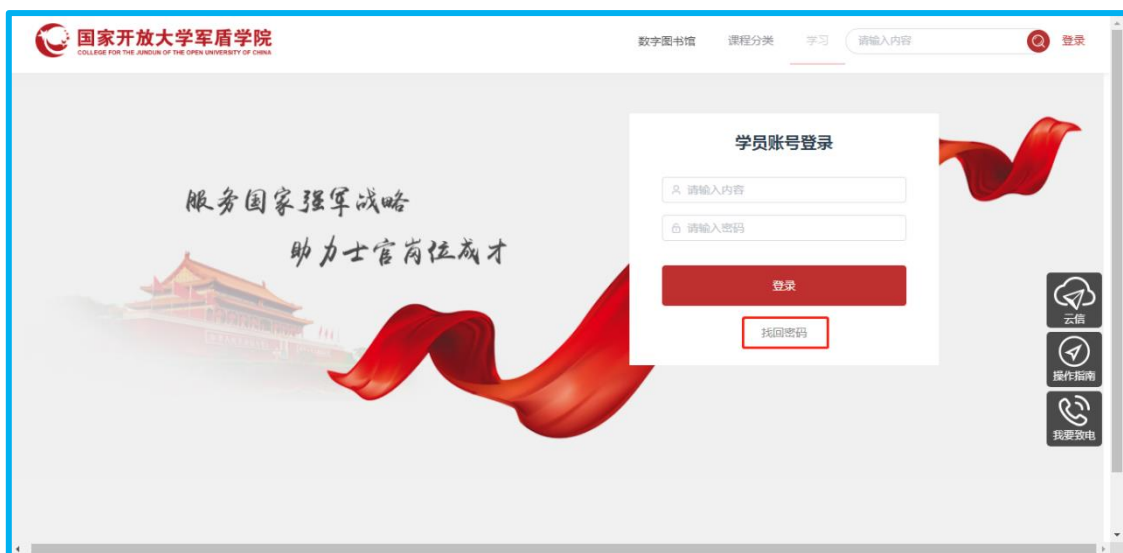 国家开放大学军盾学院
COLLEGE FOR THE JUNDUN OF THE OPEN UNIVERSITY OF CHINA
数字图书馆 课程分类 学习 请输入内容 登录
学员账号登录
请输入内容
请输入密码
登录
找回密码
服务国家强军战略
助力士官岗位成才
云信
操作指南
我要致电